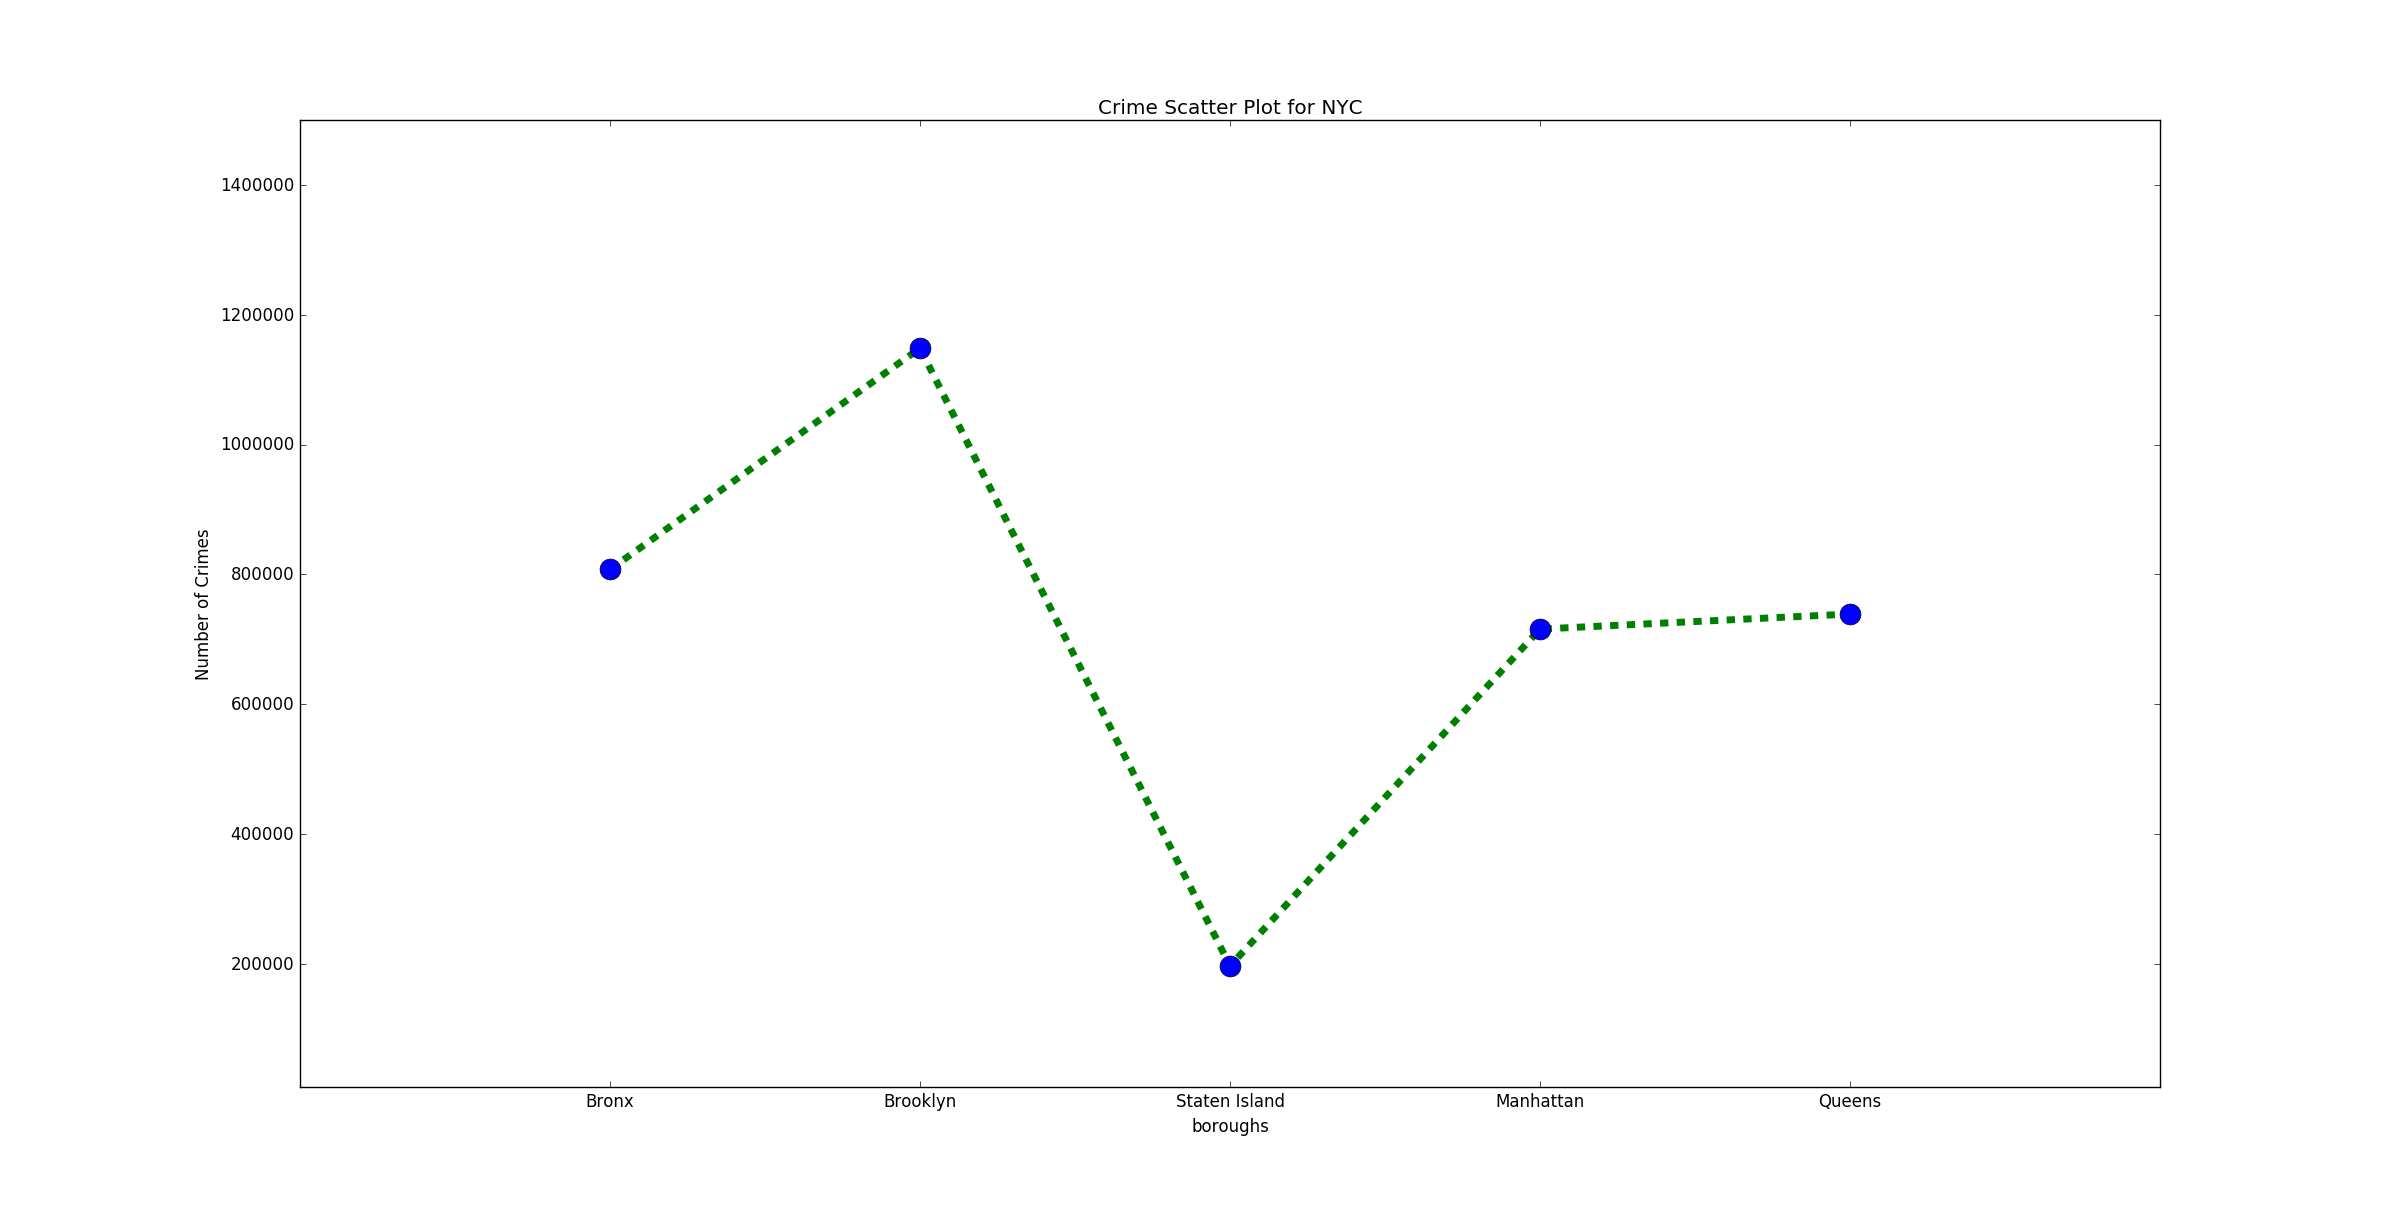 Crime Scatter Plot for NYC
1400000
1200000
1000000
800000
600000
400000
200000
Number of Crimes
Bronx Brooklyn Staten Island Manhattan Queens
boroughs